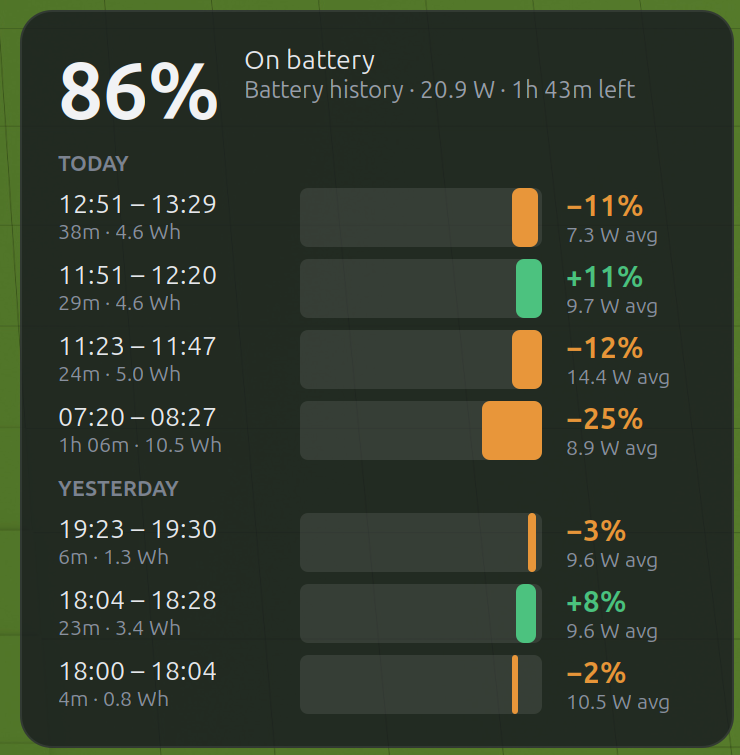 86%
On battery
Battery history · 20.9 W · 1h 43m left
TODAY
12:51 – 13:29
38m · 4.6 Wh
−11%
7.3 W avg
11:51 – 12:20
29m · 4.6 Wh
+11%
9.7 W avg
11:23 – 11:47
24m · 5.0 Wh
−12%
14.4 W avg
07:20 – 08:27
1h 06m · 10.5 Wh
−25%
8.9 W avg
YESTERDAY
19:23 – 19:30
6m · 1.3 Wh
−3%
9.6 W avg
18:04 – 18:28
23m · 3.4 Wh
+8%
9.6 W avg
18:00 – 18:04
4m · 0.8 Wh
−2%
10.5 W avg